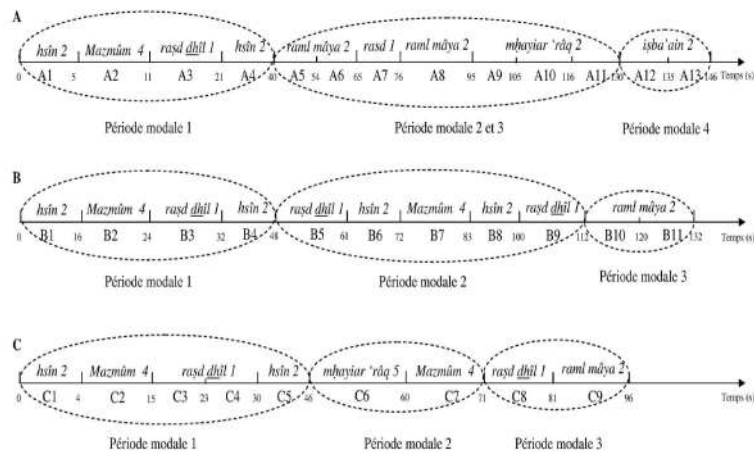 A
hsîn 2 Mazmûm 4 raṣd dhîl 1 hsîn 2 raml mâya 2 rasd 1 raml mâya 2 mḥayiar ‘râq 2 iṣba‘ain 2
0 A1 5 A2 11 A3 21 A4 40 A5 54 A6 65 A7 76 A8 95 A9 105 A10 116 A11 130 A12 135 A13 146 Temps (s)
Période modale 1 Période modale 2 et 3 Période modale 4
B
hsîn 2 Mazmûm 4 raṣd dhîl 1 hsîn 2 raṣd dhîl 1 hsîn 2 Mazmûm 4 hsîn 2 raṣd dhîl 1 raml mâya 2
0 B1 16 B2 24 B3 32 B4 48 B5 61 B6 72 B7 83 B8 100 B9 112 B10 120 B11 132 Temps (s)
Période modale 1 Période modale 2 Période modale 3
C
hsîn 2 Mazmûm 4 raṣd dhîl 1 hsîn 2 mḥayiar ‘râq 5 Mazmûm 4 raṣd dhîl 1 raml mâya 2
0 C1 4 C2 15 C3 23 C4 30 C5 46 C6 60 C7 71 C8 81 C9 96 Temps (s)
Période modale 1 Période modale 2 Période modale 3